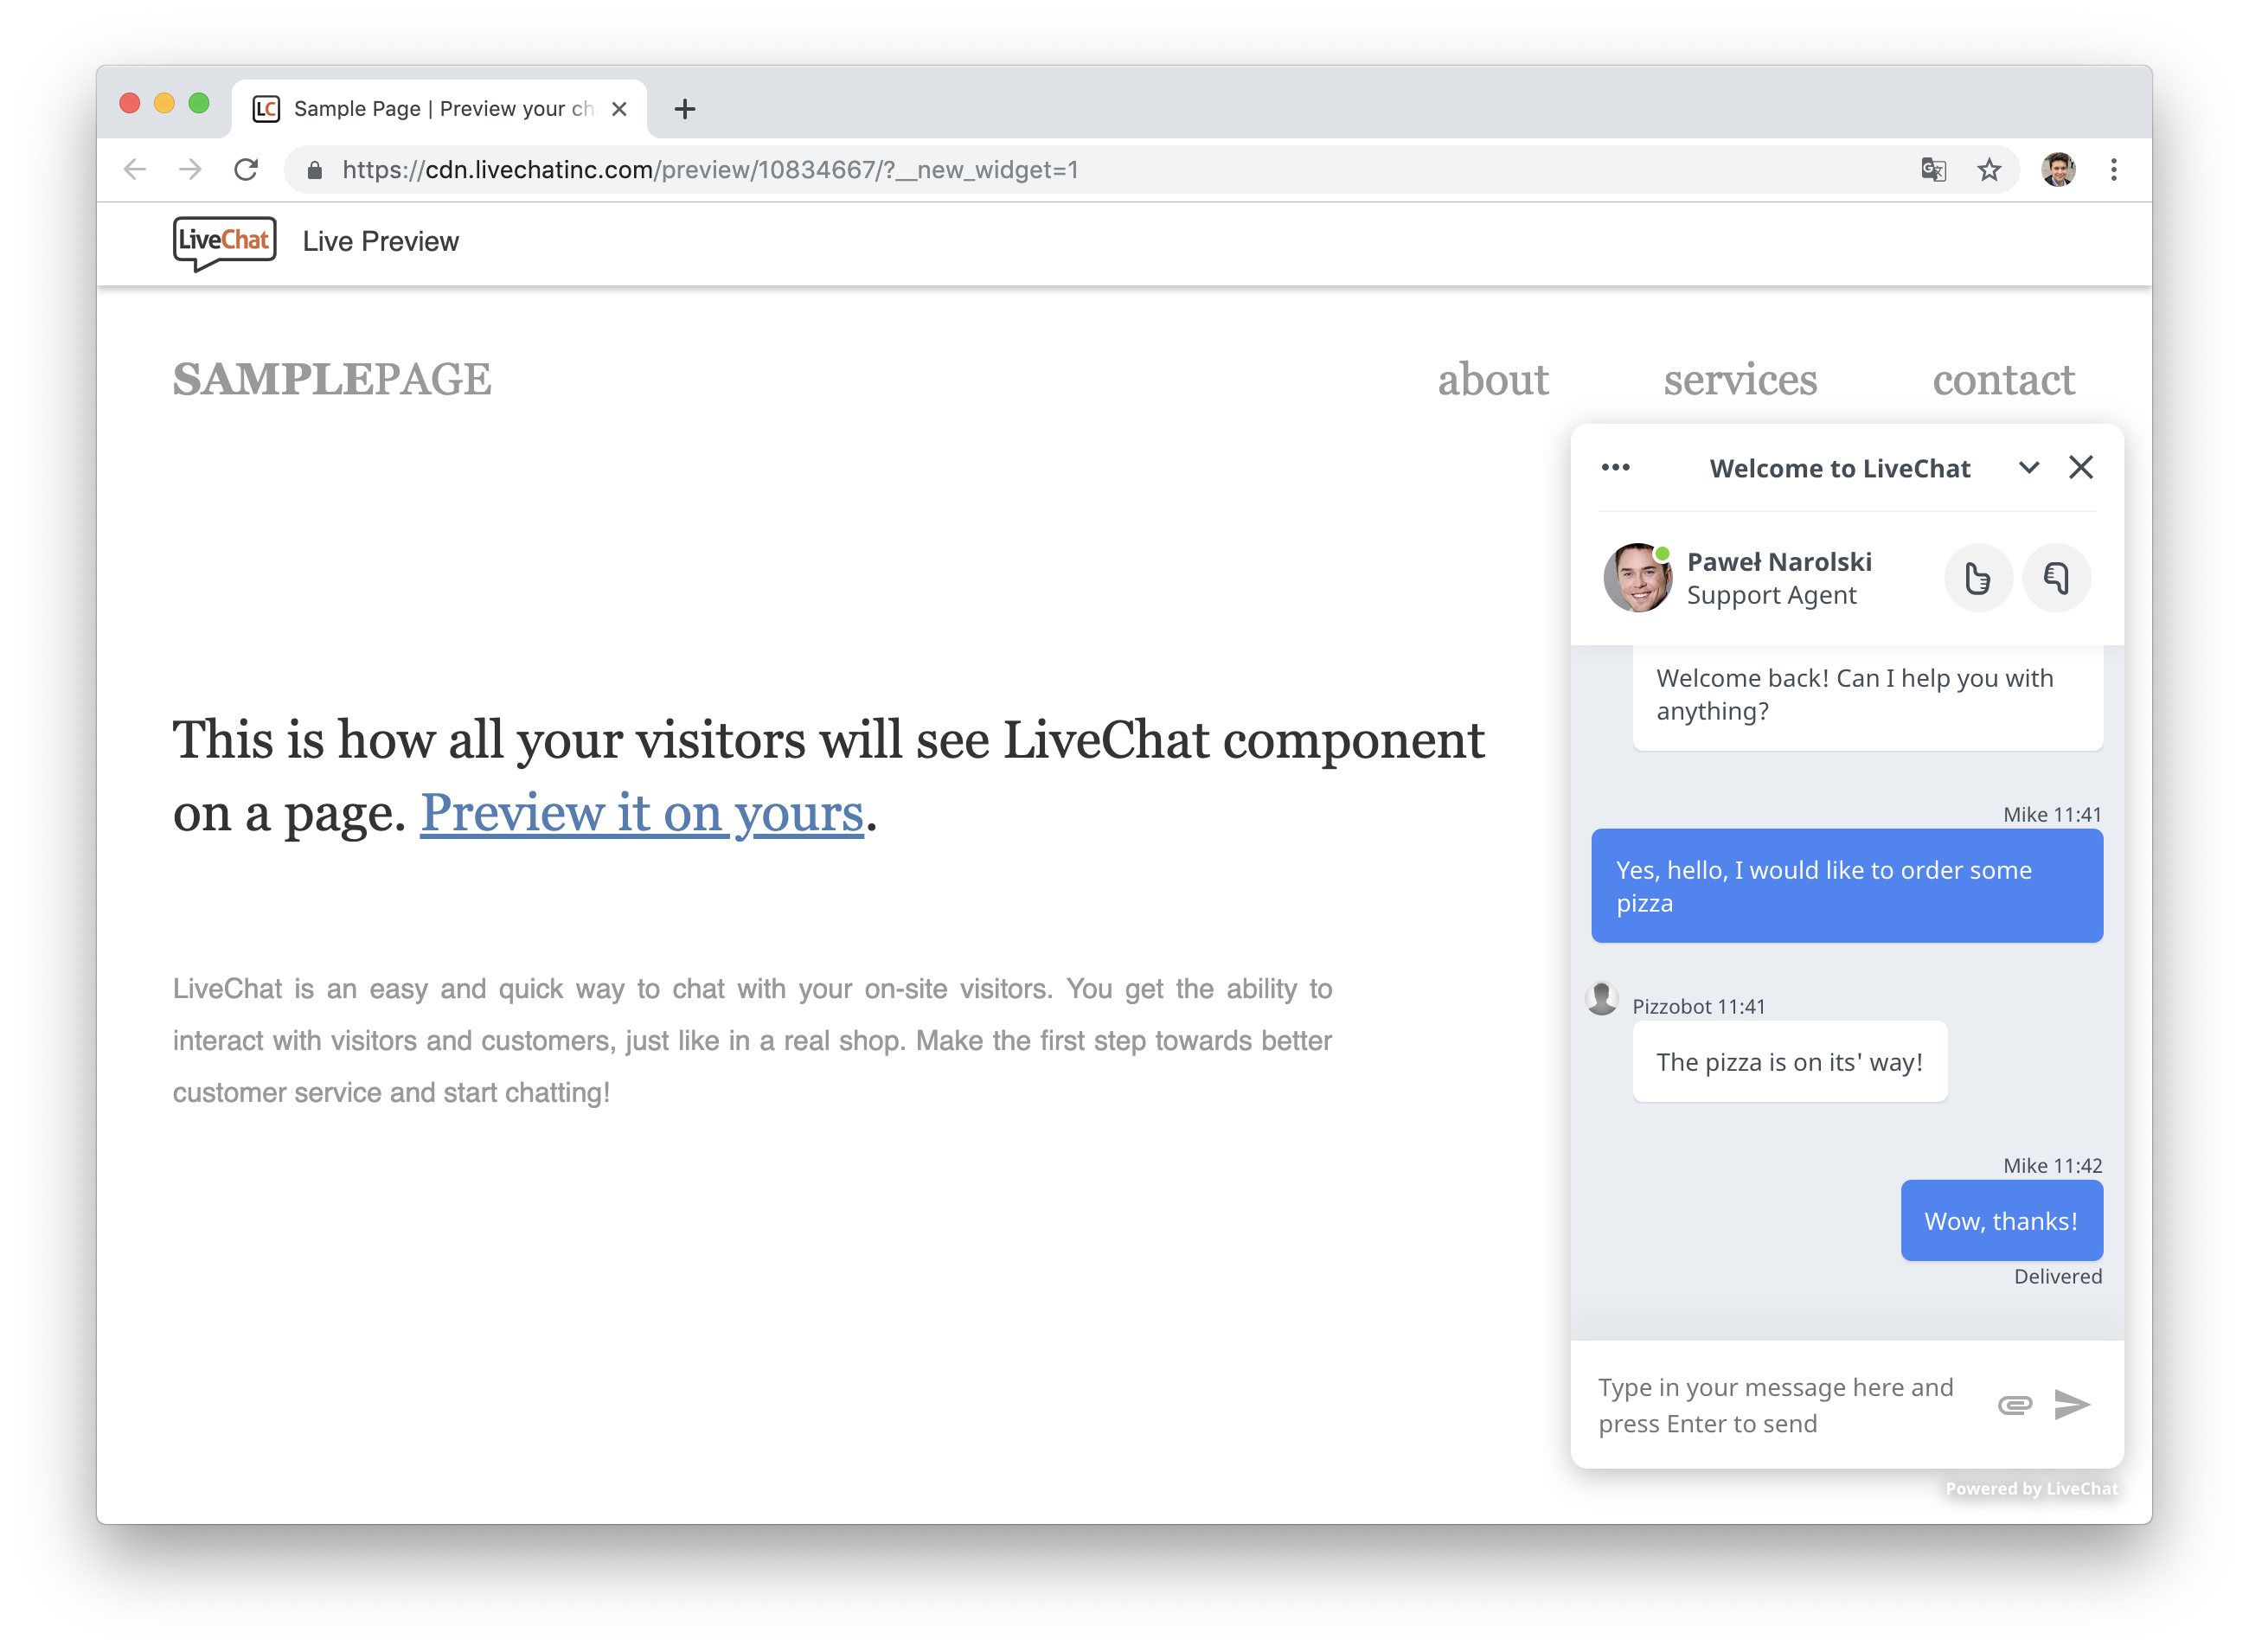 LC Sample Page | Preview your ch
https://cdn.livechatinc.com/preview/10834667/?__new_widget=1
LiveChat Live Preview
SAMPLEPAGE about services contact
This is how all your visitors will see LiveChat component
on a page. Preview it on yours.
LiveChat is an easy and quick way to chat with your on-site visitors. You get the ability to
interact with visitors and customers, just like in a real shop. Make the first step towards better
customer service and start chatting!
Welcome to LiveChat
Paweł Narolski
Support Agent
Welcome back! Can I help you with
anything?
Mike 11:41
Yes, hello, I would like to order some
pizza
Pizzobot 11:41
The pizza is on its' way!
Mike 11:42
Wow, thanks!
Delivered
Type in your message here and
press Enter to send
Powered by LiveChat